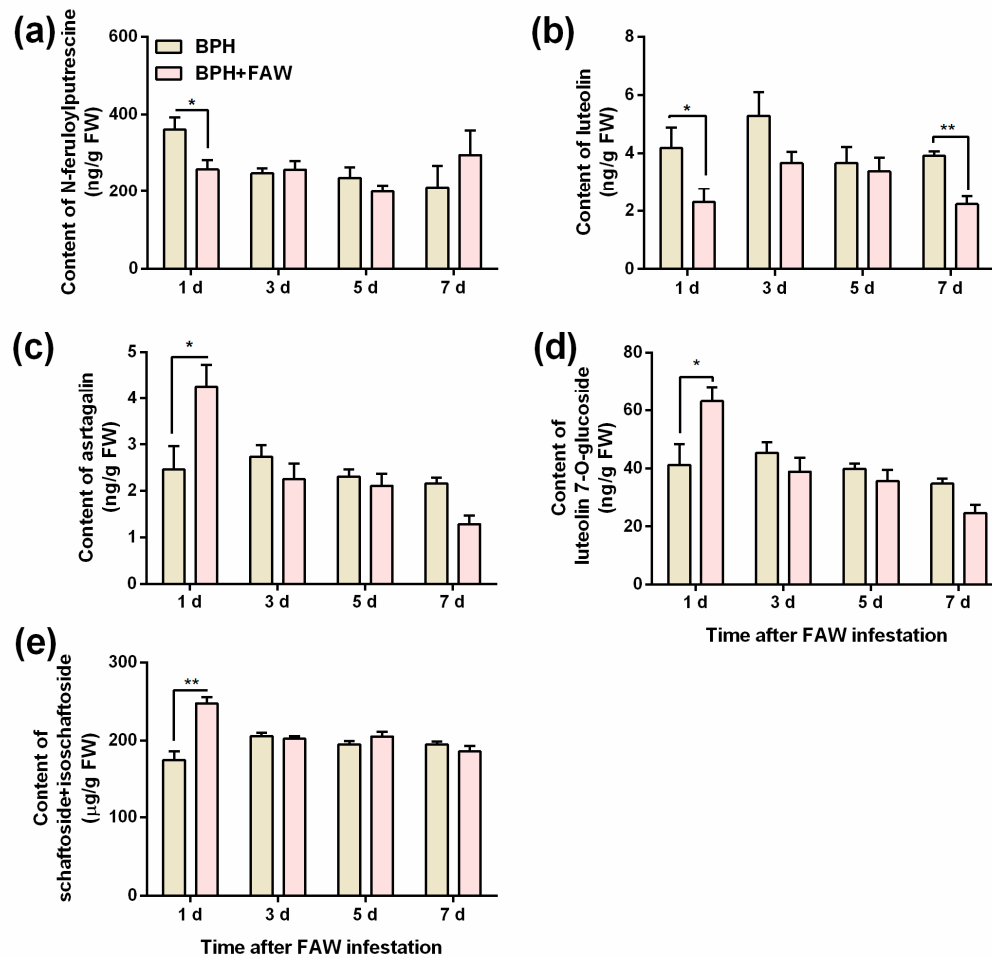 (a)
Content of N-feruloylputrescine
(ng/g FW)
600
400
200
0
BPH
BPH+FAW
*
1 d 3 d 5 d 7 d
(b)
Content of luteolin
(ng/g FW)
8
6
4
2
0
*
**
1 d 3 d 5 d 7 d
(c)
Content of asrtagalin
(ng/g FW)
5
4
3
2
1
0
*
1 d 3 d 5 d 7 d
(d)
Content of
luteolin 7-O-glucoside
(ng/g FW)
80
60
40
20
0
*
1 d 3 d 5 d 7 d
Time after FAW infestation
(e)
Content of
schaftoside+isoschaftoside
(μg/g FW)
300
200
100
0
**
1 d 3 d 5 d 7 d
Time after FAW infestation